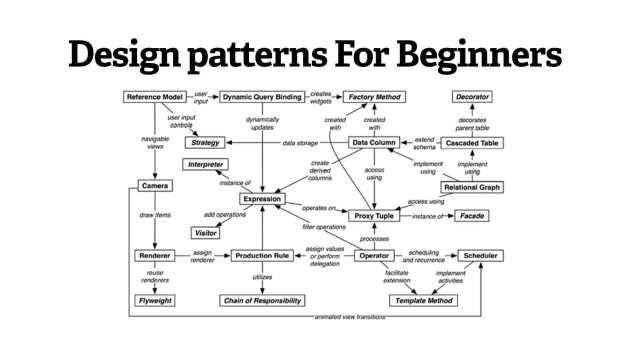 Design patterns For Beginners
Reference Model
user
input
Dynamic Query Binding
creates
widgets
Factory Method
Decorator
user input
controls
dynamically
updates
created
with
created
with
decorates
parent table
navigable
views
Strategy
data storage
Data Column
extend
schema
Cascaded Table
Interpreter
create
derived
columns
access
using
implement
using
implement
using
Camera
instance of
Relational Graph
Expression
operates on
access using
draw items
add operations
filter operations
Proxy Tuple
instance of
Facade
Visitor
processes
Renderer
assign
renderer
Production Rule
assign values
or perform
delegation
Operator
scheduling
and recurrence
Scheduler
reuse
renderers
utilizes
facilitate
extension
implement
activities
Flyweight
Chain of Responsibility
Template Method
animated view transitions